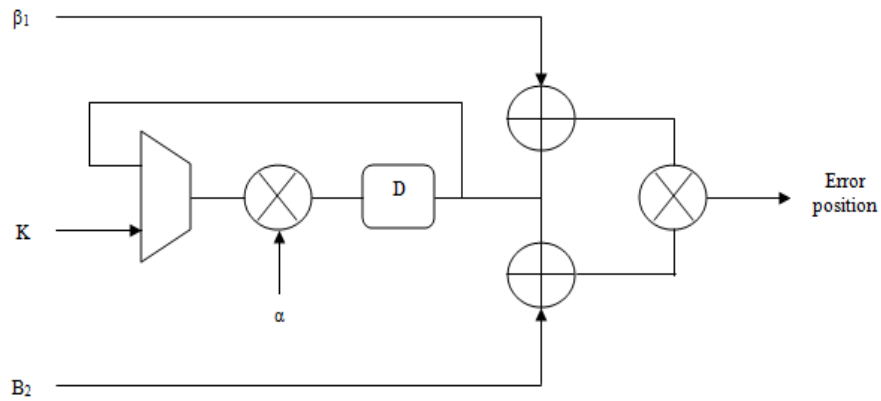 β₁
D
Error
position
K
α
B₂